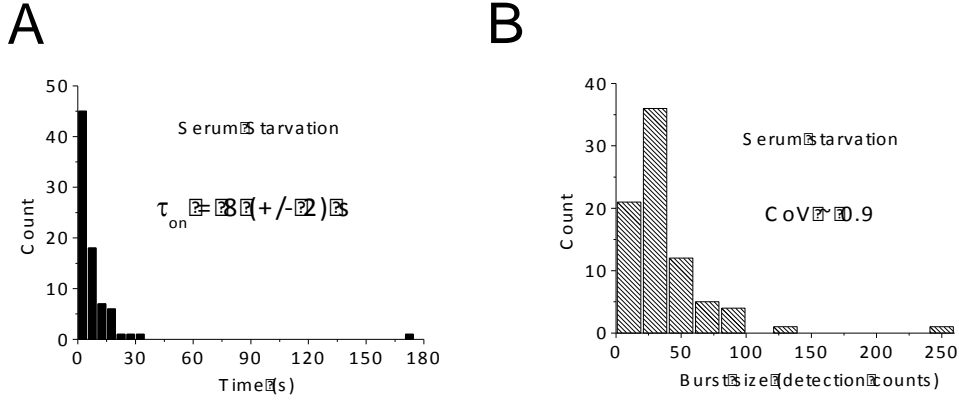 A
B
50
40
30
20
10
0
Count
Serum Starvation
τon = 8 (+/- 2) s
0 30 60 90 120 150 180
Time (s)
40
30
20
10
0
Count
Serum starvation
CoV ~ 0.9
0 50 100 150 200 250
Burst size (detection counts)